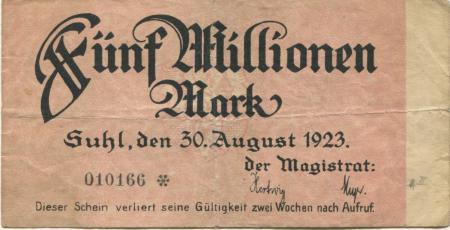 Fünf Millionen
Mark
Suhl, den 30. August 1923.
der Magistrat:
010166 *
Hertwig
Dieser Schein verliert seine Gültigkeit zwei Wochen nach Aufruf.